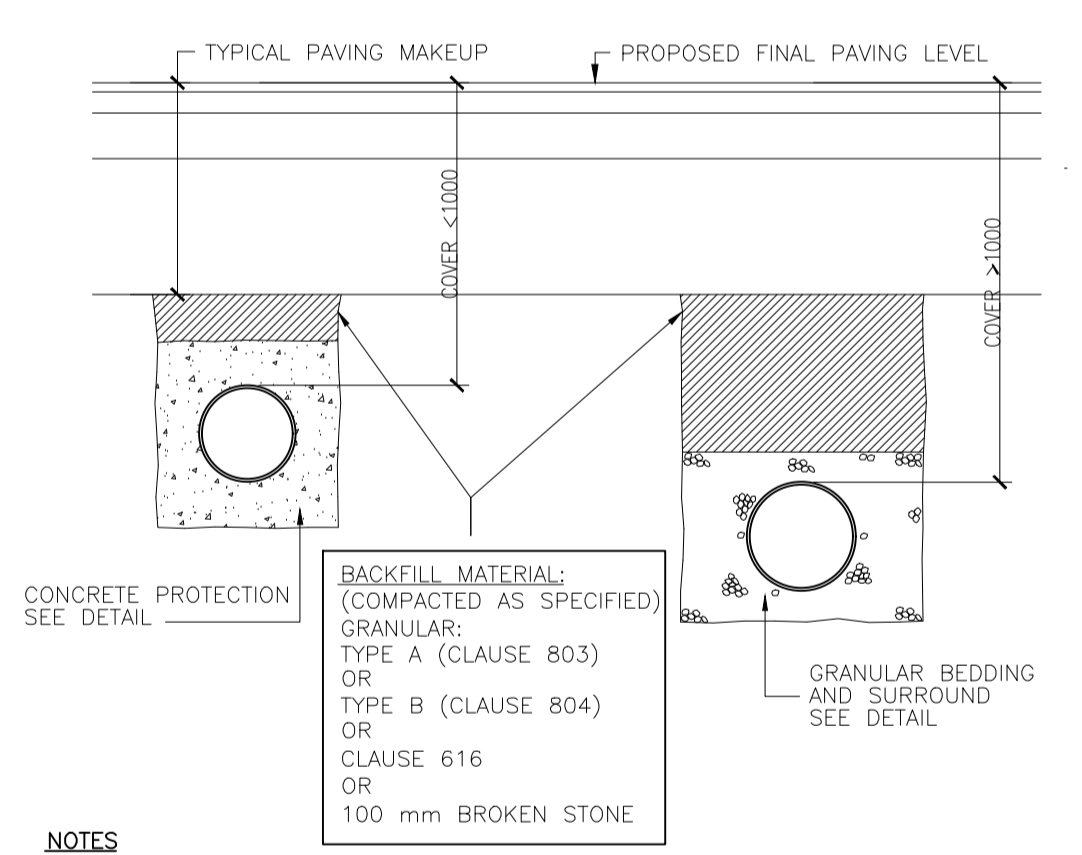 TYPICAL PAVING MAKEUP
PROPOSED FINAL PAVING LEVEL
COVER <1000
COVER >1000
CONCRETE PROTECTION
SEE DETAIL
BACKFILL MATERIAL:
(COMPACTED AS SPECIFIED)
GRANULAR:
TYPE A (CLAUSE 803)
OR
TYPE B (CLAUSE 804)
OR
CLAUSE 616
OR
100 mm BROKEN STONE
GRANULAR BEDDING
AND SURROUND
SEE DETAIL
NOTES